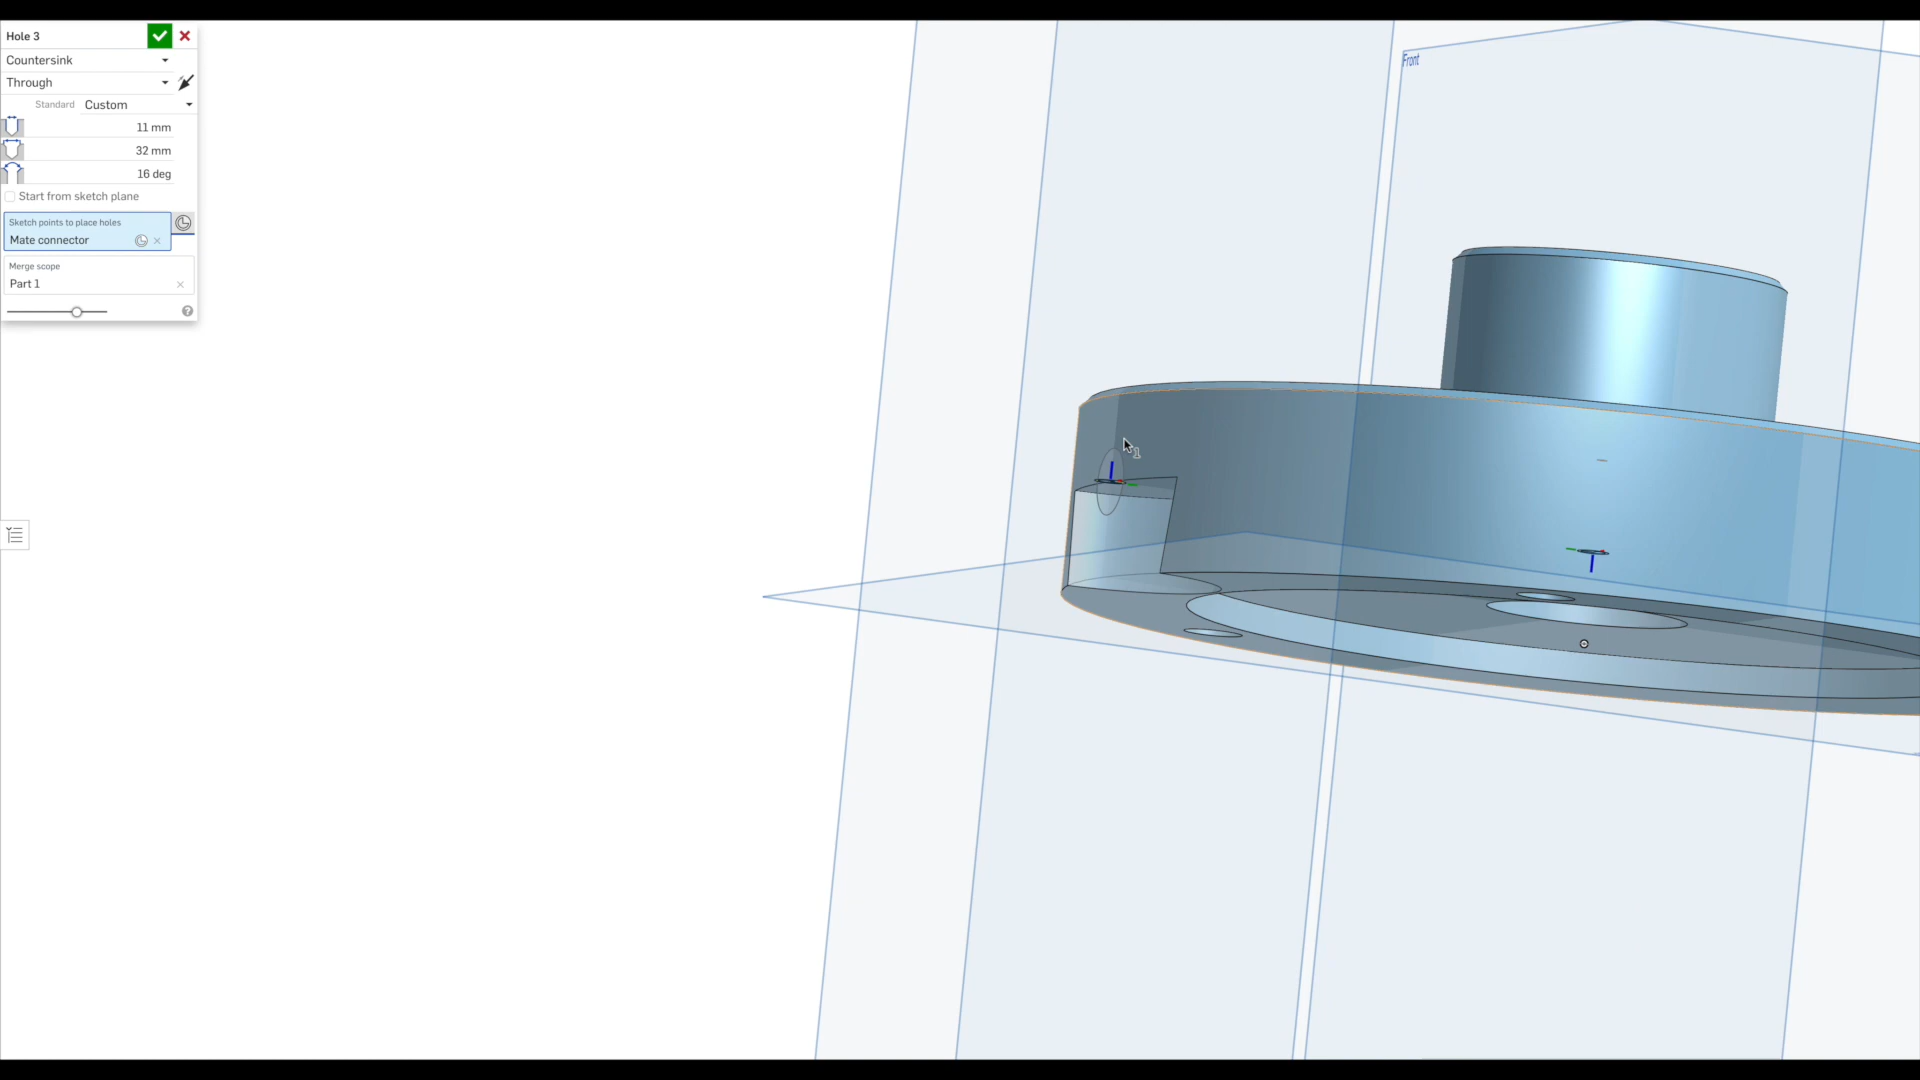 Hole 3
Countersink
Through
Standard Custom
11 mm
32 mm
16 deg
Start from sketch plane
Sketch points to place holes
Mate connector
Merge scope
Part 1
Front
1